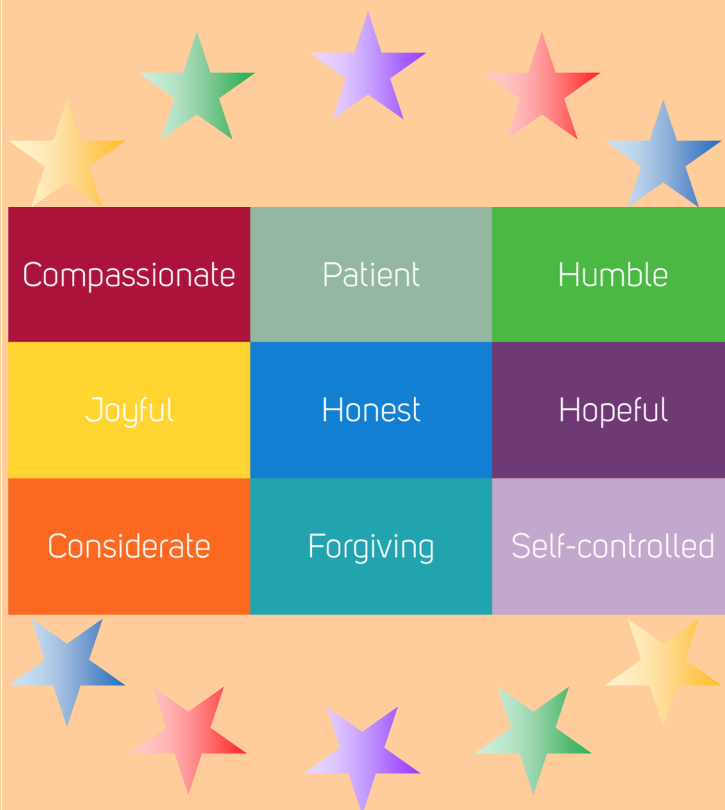 Compassionate
Patient
Humble
Joyful
Honest
Hopeful
Considerate
Forgiving
Self-controlled